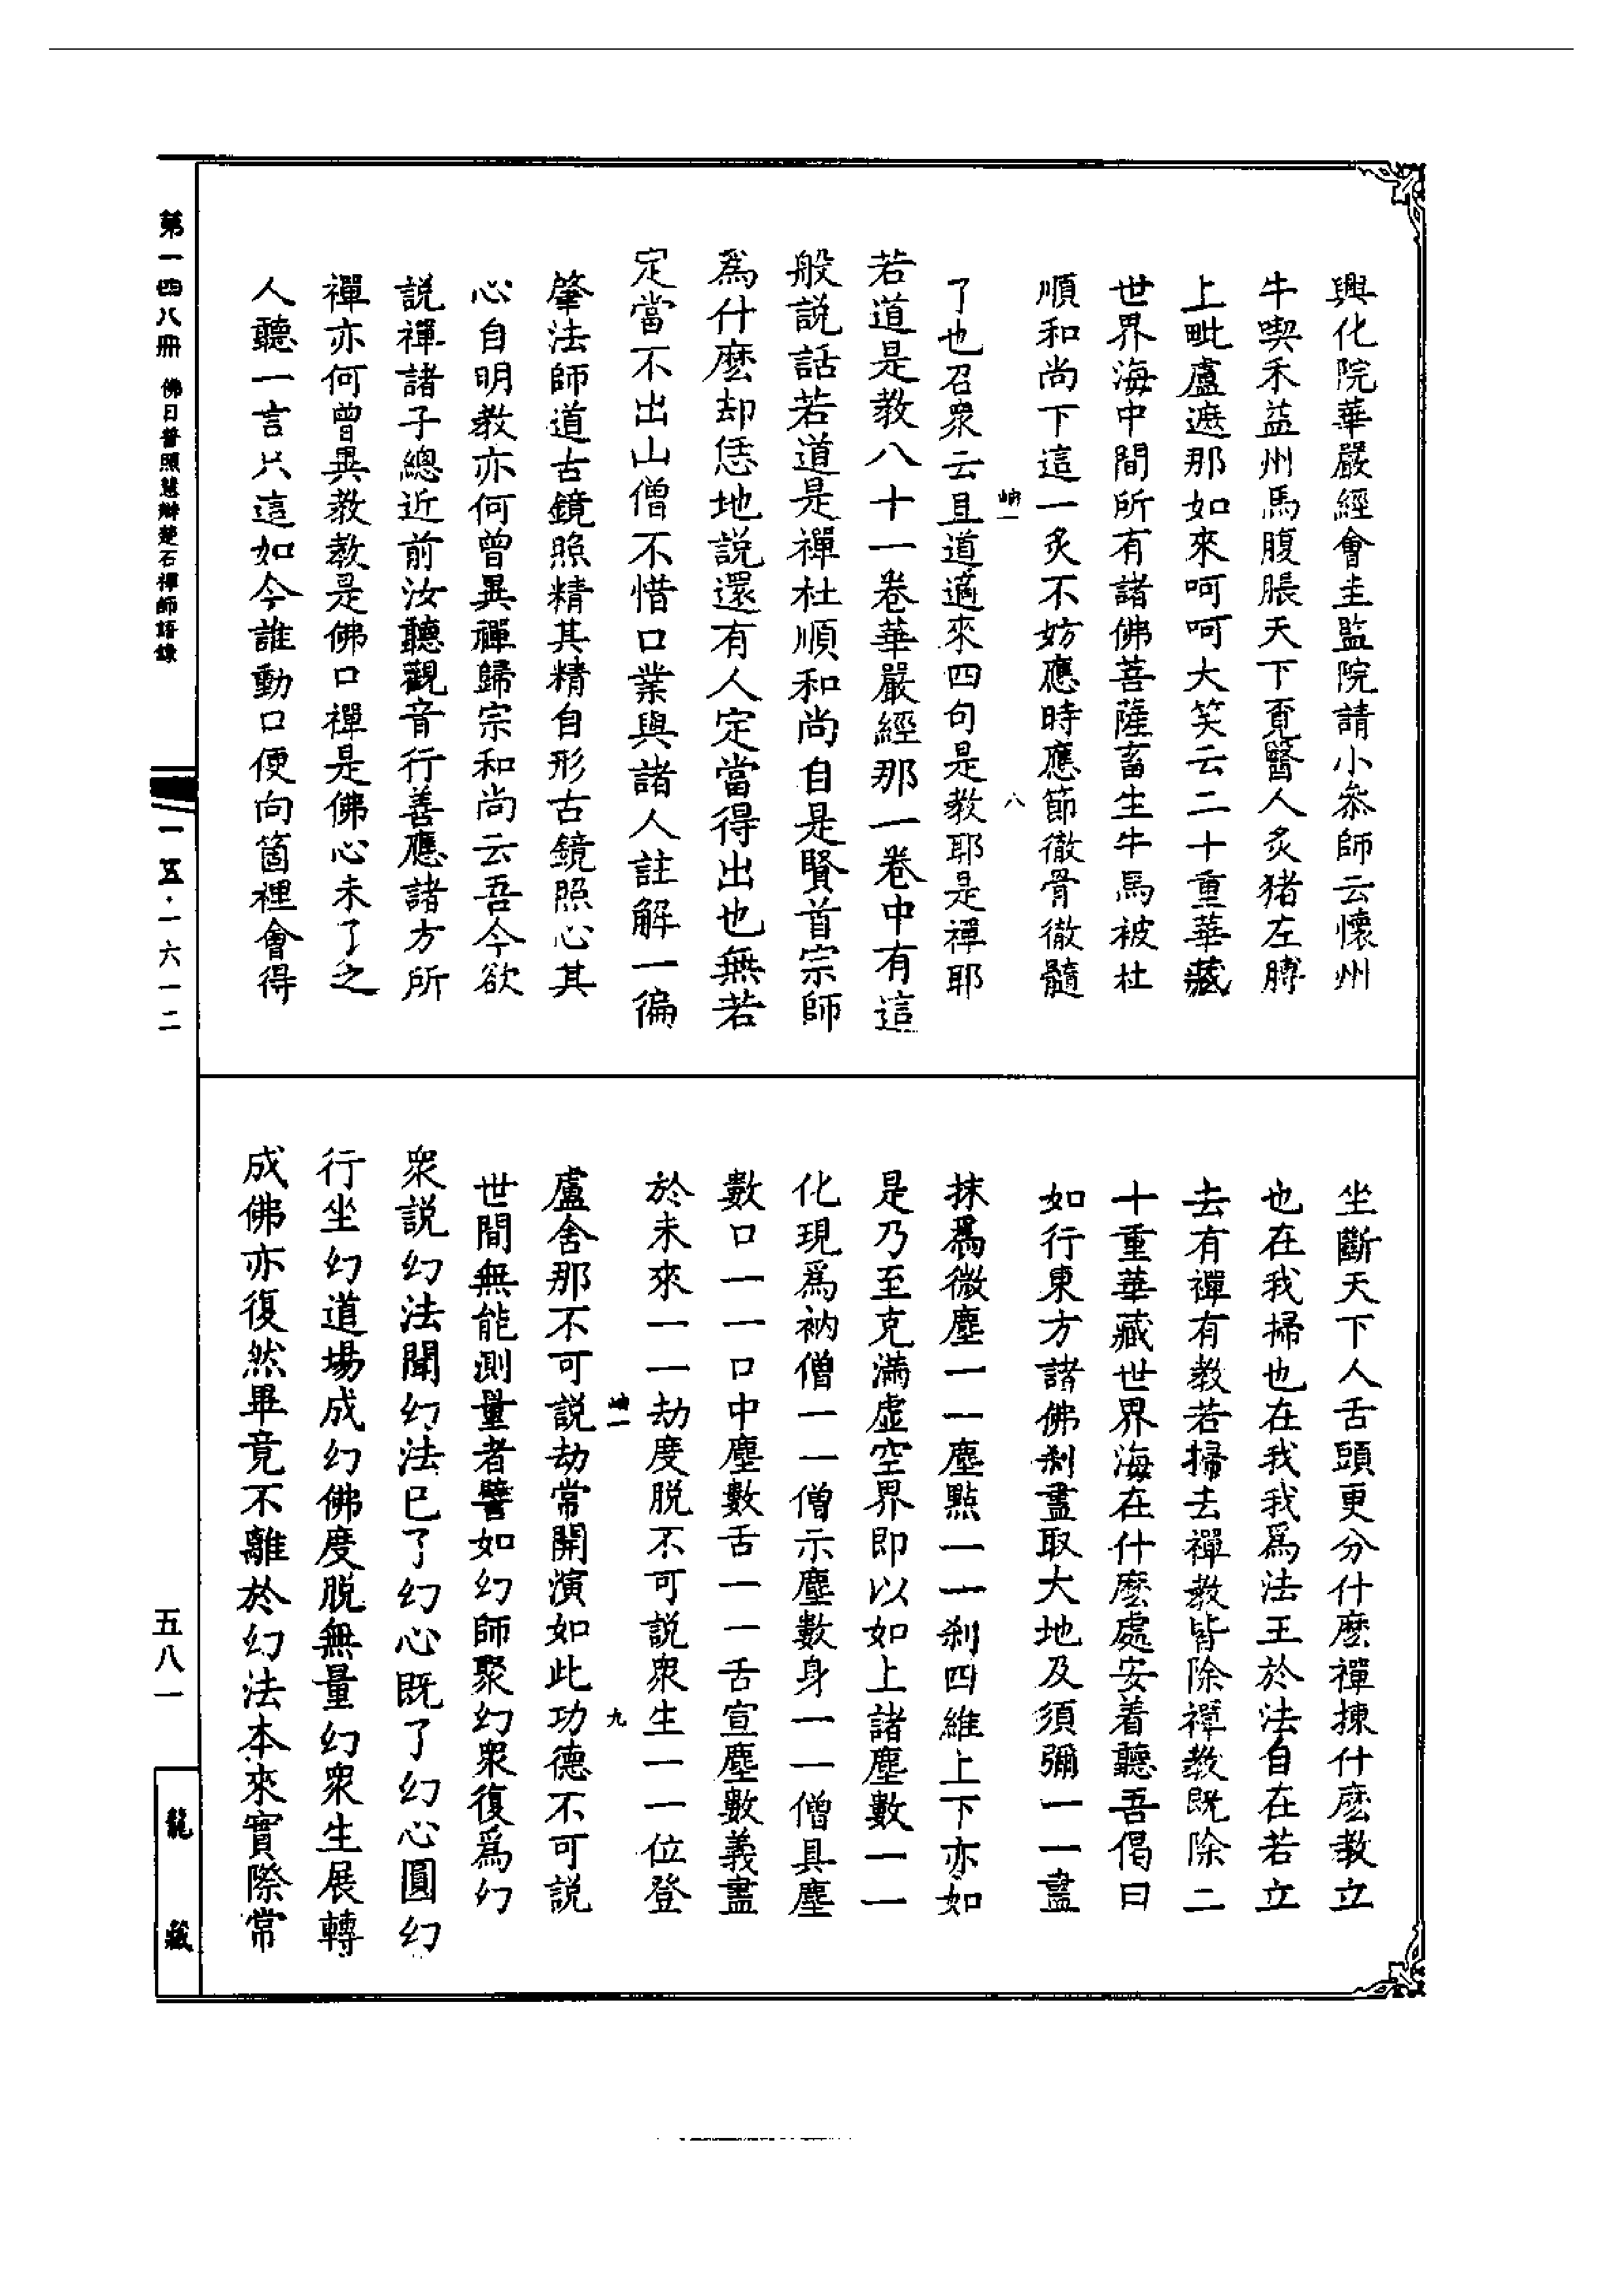 興化院華嚴經會主監院請小叅師云懷州
牛喫禾益州馬腹脹天下覔醫人炙猪左膊
上毗盧遮那如來呵呵大笑云二十重華藏
世界海中間所有諸佛菩薩畜生牛馬被杜
順和尚下這一炙不妨應時應節徹骨徹髓
岫一
八
了也召衆云且道適來四句是教耶是禪耶
若道是教八十一卷華嚴經那一卷中有這
般説話若道是禪杜順和尚自是賢首宗師
爲什麽却恁地説還有人定當得出也無若
定當不出山僧不惜口業與諸人註解一徧
肇法師道古鏡照精其精自形古鏡照心其
心自明教亦何曾異禪歸宗和尚云吾今欲
説禪諸子總近前汝聽觀音行善應諸方所
禪亦何曾異教教是佛口禪是佛心未了之
人聽一言只這如今誰動口便向箇裡會得
坐斷天下人舌頭更分什麽禪揀什麽教立
也在我掃也在我我爲法王於法自在若立
去有禪有教若掃去禪教皆除禪教既除二
十重華藏世界海在什麽處安着聽吾偈曰
如行東方諸佛刹盡取大地及須彌一一盡
抹爲微塵一一塵點一一刹四維上下亦如
是乃至克滿虚空界即以如上諸塵數一一
化現爲衲僧一一僧示塵數身一一僧具塵
數口一一口中塵數舌一一舌宣塵數義盡
於未來一一劫度脱不可説衆生一一位登
岫一
九
盧舍那不可説劫常開演如此功德不可説
世間無能測量者譬如幻師聚幻衆復爲幻
衆説幻法聞幻法已了幻心既了幻心圓幻
行坐幻道場成幻佛度脱無量幻衆生展轉
成佛亦復然畢竟不離於幻法本來實際常
第一四八冊
佛日普照慧辯楚石禪師語錄
一五·一六一二
五八一
龍藏